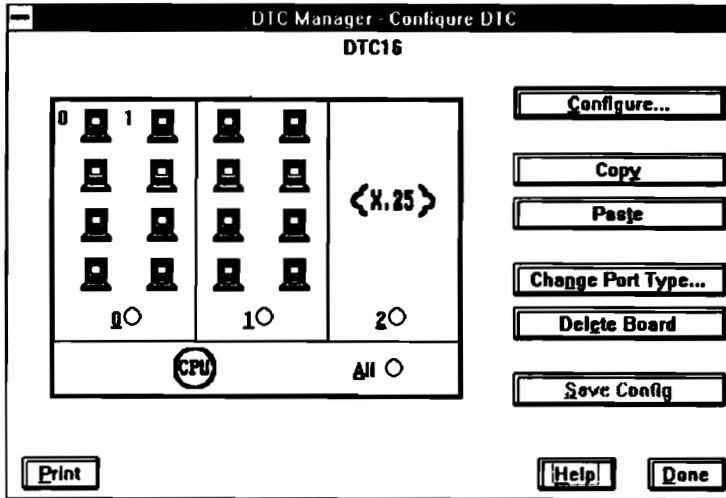 DTC Manager - Configure DTC
DTC16
0 1
<X.25>
0 1 2
CPU All
Configure...
Copy
Paste
Change Port Type...
Delete Board
Save Config
Print Help Done